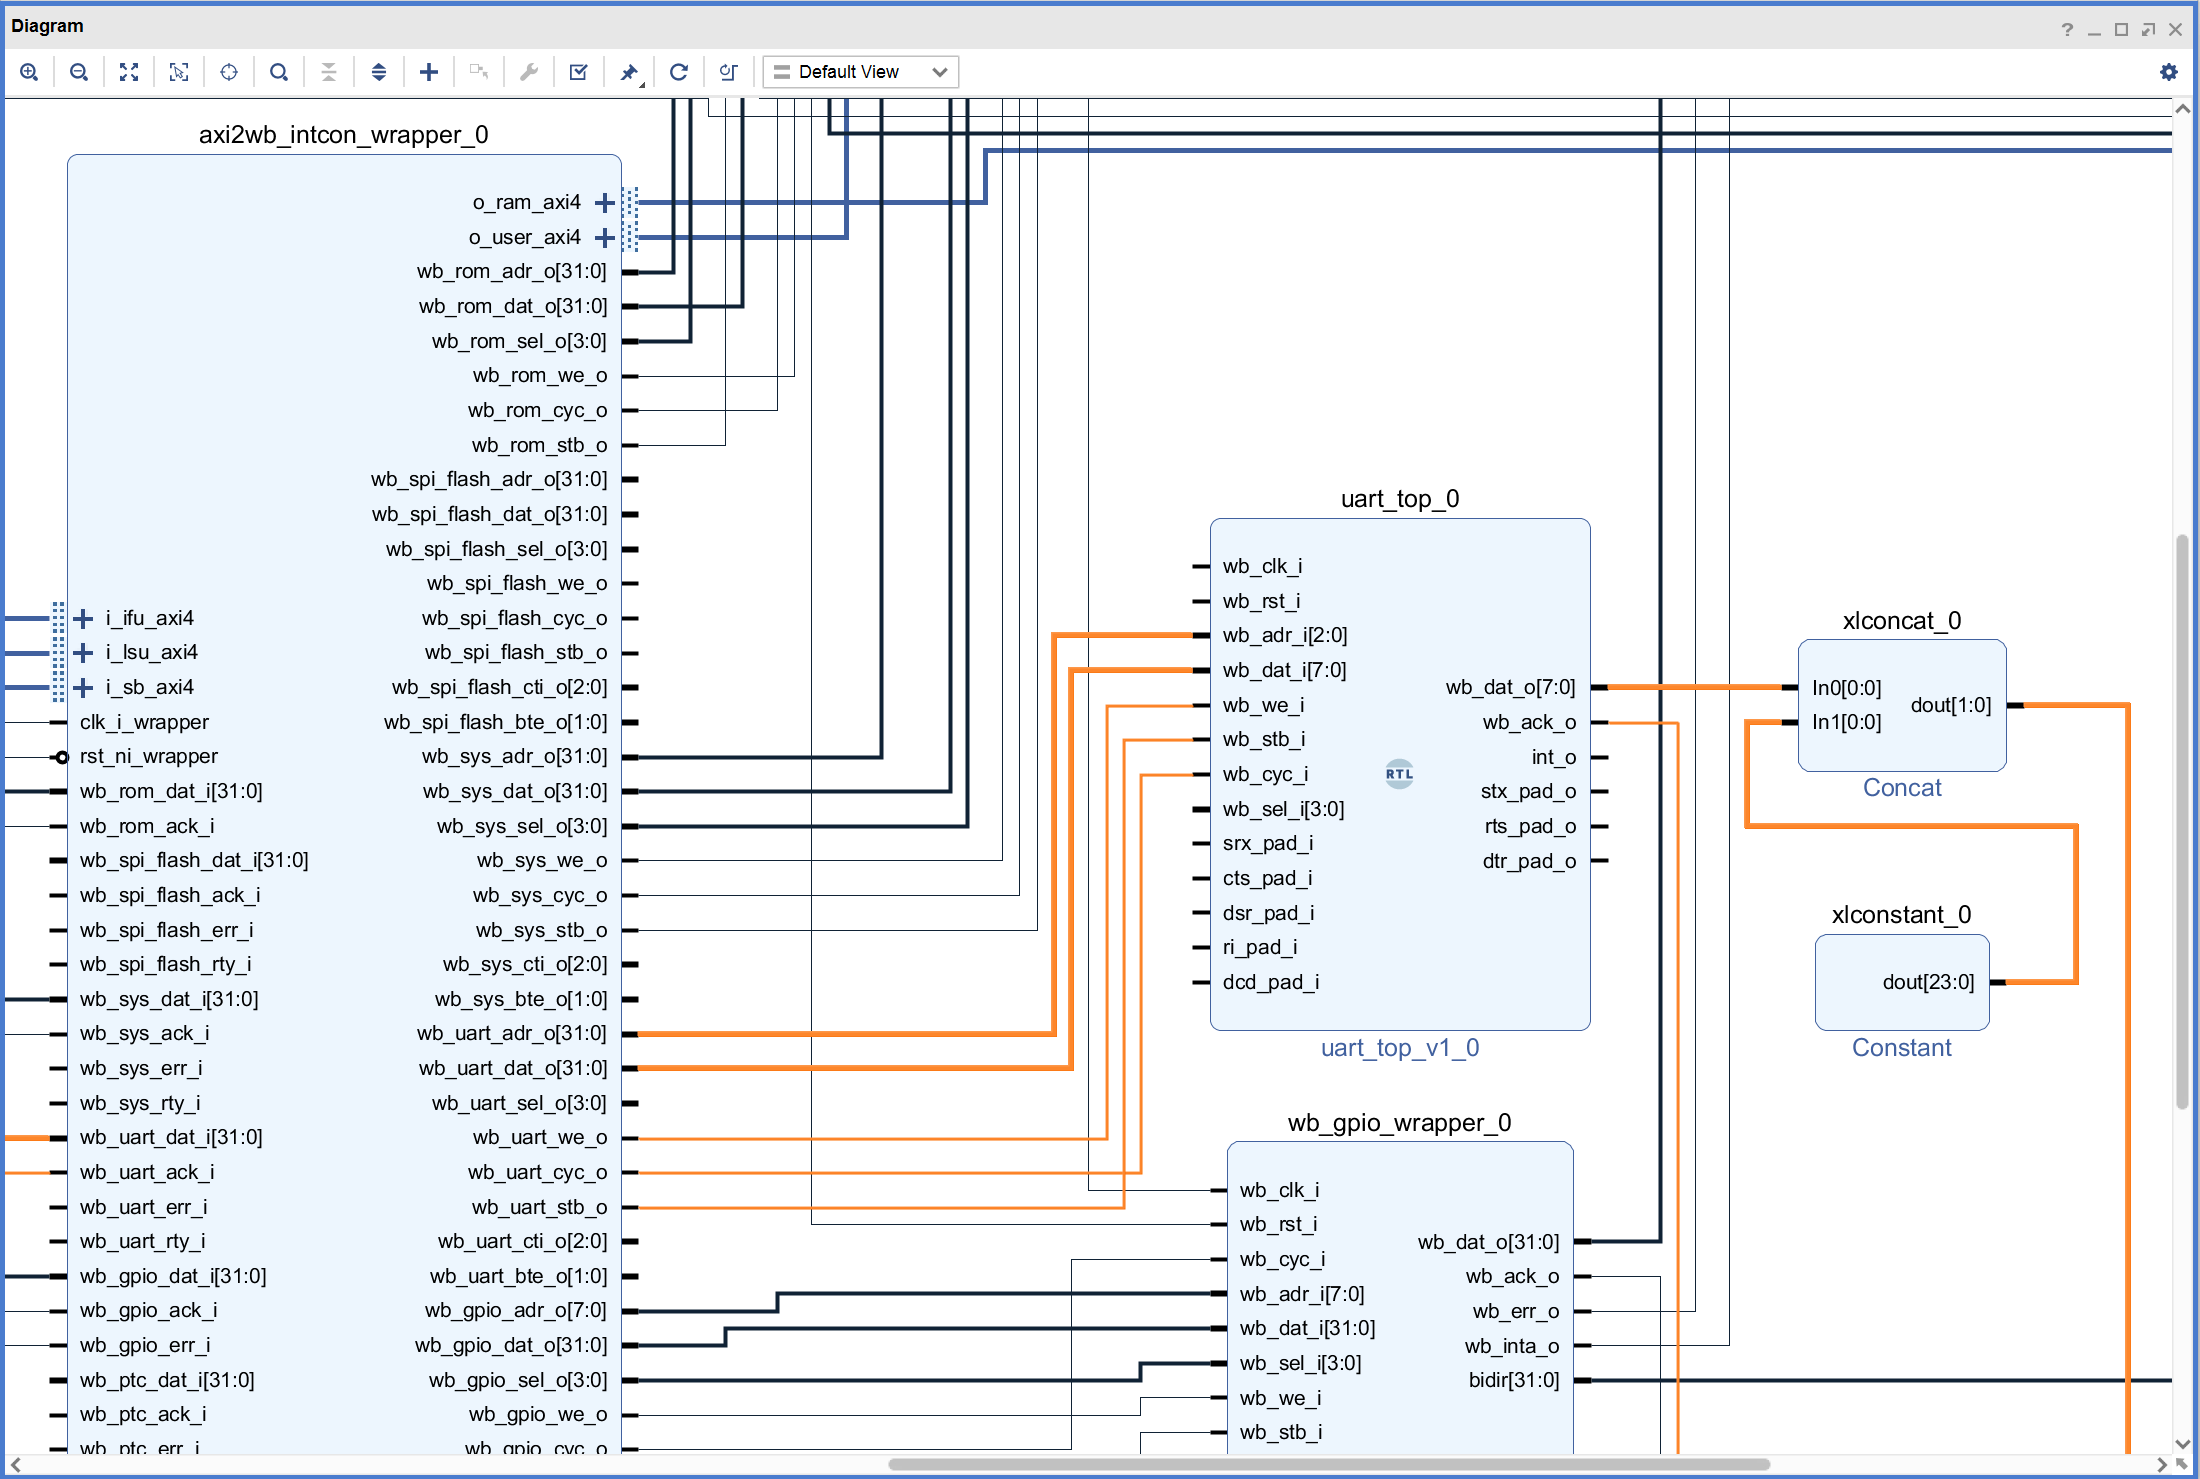 Diagram
?
Default View
axi2wb_intcon_wrapper_0
o_ram_axi4
o_user_axi4
wb_rom_adr_o[31:0]
wb_rom_dat_o[31:0]
wb_rom_sel_o[3:0]
wb_rom_we_o
wb_rom_cyc_o
wb_rom_stb_o
wb_spi_flash_adr_o[31:0]
wb_spi_flash_dat_o[31:0]
wb_spi_flash_sel_o[3:0]
wb_spi_flash_we_o
wb_spi_flash_cyc_o
wb_spi_flash_stb_o
wb_spi_flash_cti_o[2:0]
wb_spi_flash_bte_o[1:0]
wb_sys_adr_o[31:0]
wb_sys_dat_o[31:0]
wb_sys_sel_o[3:0]
wb_sys_we_o
wb_sys_cyc_o
wb_sys_stb_o
wb_sys_cti_o[2:0]
wb_sys_bte_o[1:0]
wb_uart_adr_o[31:0]
wb_uart_dat_o[31:0]
wb_uart_sel_o[3:0]
wb_uart_we_o
wb_uart_cyc_o
wb_uart_stb_o
wb_uart_cti_o[2:0]
wb_uart_bte_o[1:0]
wb_gpio_adr_o[7:0]
wb_gpio_dat_o[31:0]
wb_gpio_sel_o[3:0]
wb_gpio_we_o
wb_gpio_cyc_o
i_ifu_axi4
i_lsu_axi4
i_sb_axi4
clk_i_wrapper
rst_ni_wrapper
wb_rom_dat_i[31:0]
wb_rom_ack_i
wb_spi_flash_dat_i[31:0]
wb_spi_flash_ack_i
wb_spi_flash_err_i
wb_spi_flash_rty_i
wb_sys_dat_i[31:0]
wb_sys_ack_i
wb_sys_err_i
wb_sys_rty_i
wb_uart_dat_i[31:0]
wb_uart_ack_i
wb_uart_err_i
wb_uart_rty_i
wb_gpio_dat_i[31:0]
wb_gpio_ack_i
wb_gpio_err_i
wb_ptc_dat_i[31:0]
wb_ptc_ack_i
wb_ptc_err_i
uart_top_0
wb_clk_i
wb_rst_i
wb_adr_i[2:0]
wb_dat_i[7:0]
wb_we_i
wb_stb_i
wb_cyc_i
wb_sel_i[3:0]
srx_pad_i
cts_pad_i
dsr_pad_i
ri_pad_i
dcd_pad_i
RTL
wb_dat_o[7:0]
wb_ack_o
int_o
stx_pad_o
rts_pad_o
dtr_pad_o
uart_top_v1_0
xlconcat_0
In0[0:0]
In1[0:0]
dout[1:0]
Concat
xlconstant_0
dout[23:0]
Constant
wb_gpio_wrapper_0
wb_clk_i
wb_rst_i
wb_cyc_i
wb_adr_i[7:0]
wb_dat_i[31:0]
wb_sel_i[3:0]
wb_we_i
wb_stb_i
wb_dat_o[31:0]
wb_ack_o
wb_err_o
wb_inta_o
bidir[31:0]